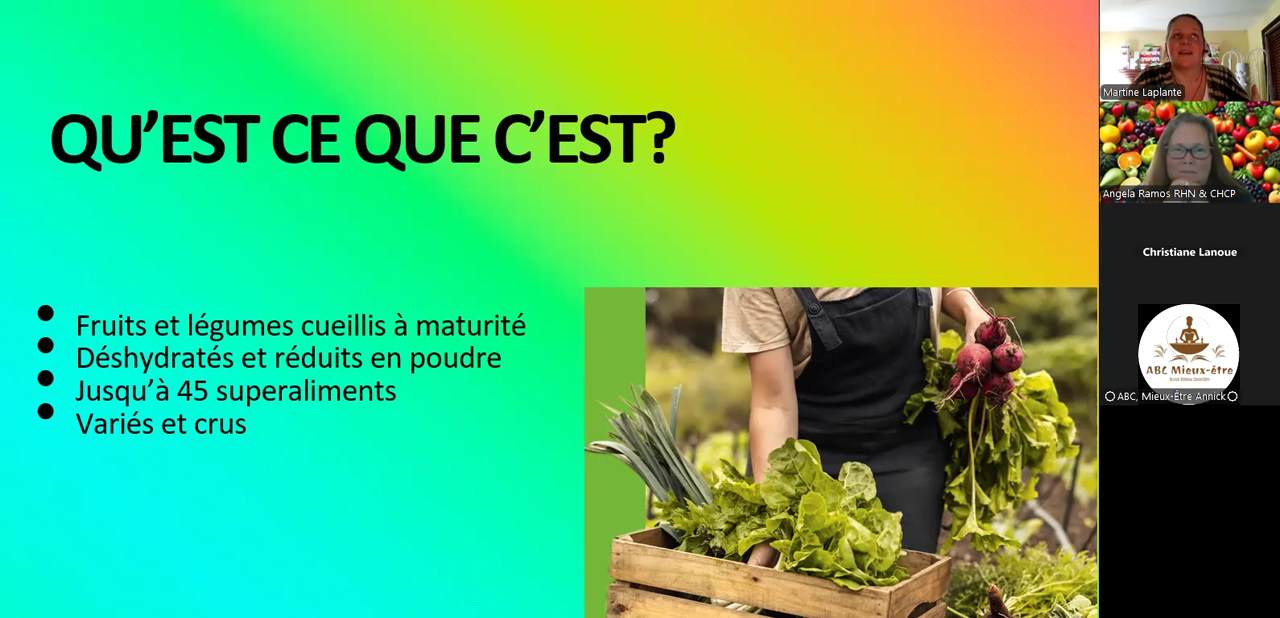 QU’EST CE QUE C’EST?
Fruits et légumes cueillis à maturité
Déshydratés et réduits en poudre
Jusqu’à 45 superaliments
Variés et crus
Martine Laplante
Angela Ramos RHN & CHCP
Christiane Lanoue
ABC Mieux-être
ABC, Mieux-Être Annick